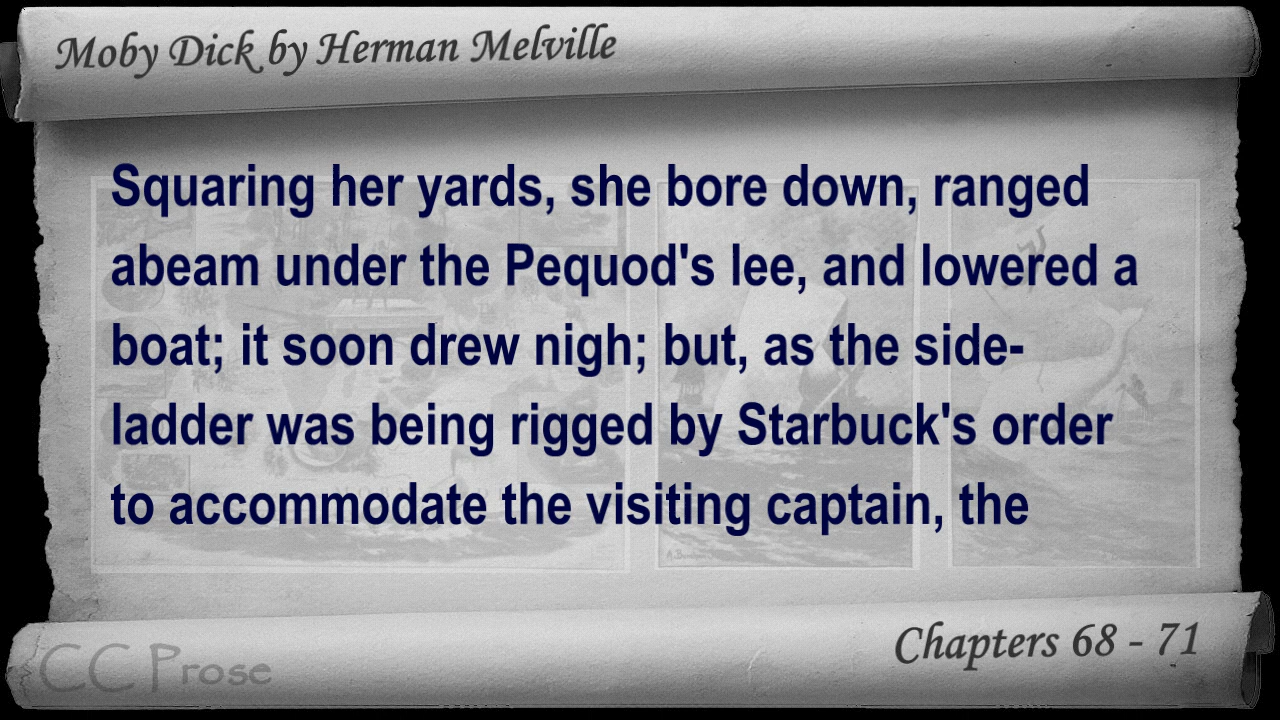 Moby Dick by Herman Melville
Squaring her yards, she bore down, ranged
abeam under the Pequod's lee, and lowered a
boat; it soon drew nigh; but, as the side-
ladder was being rigged by Starbuck's order
to accommodate the visiting captain, the
Chapters 68 - 71
CC Prose